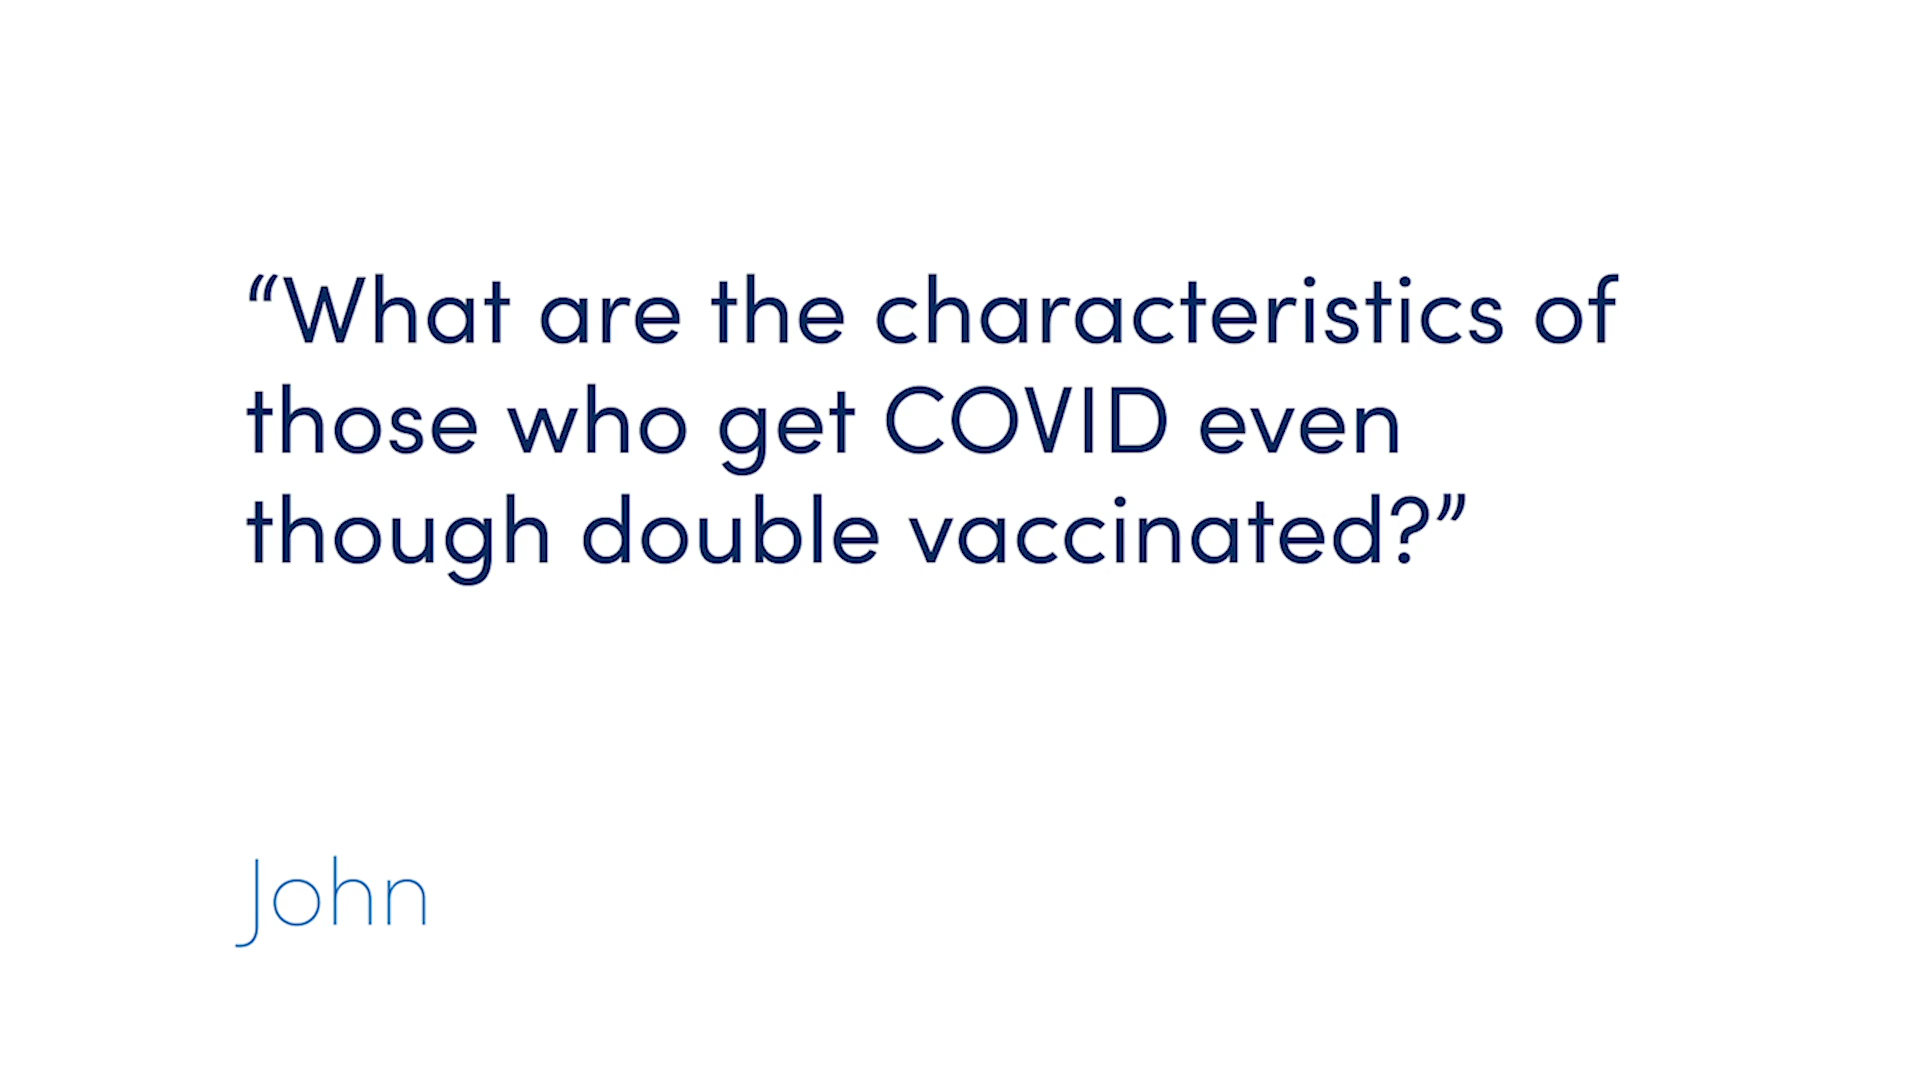 “What are the characteristics of
those who get COVID even
though double vaccinated?”
John